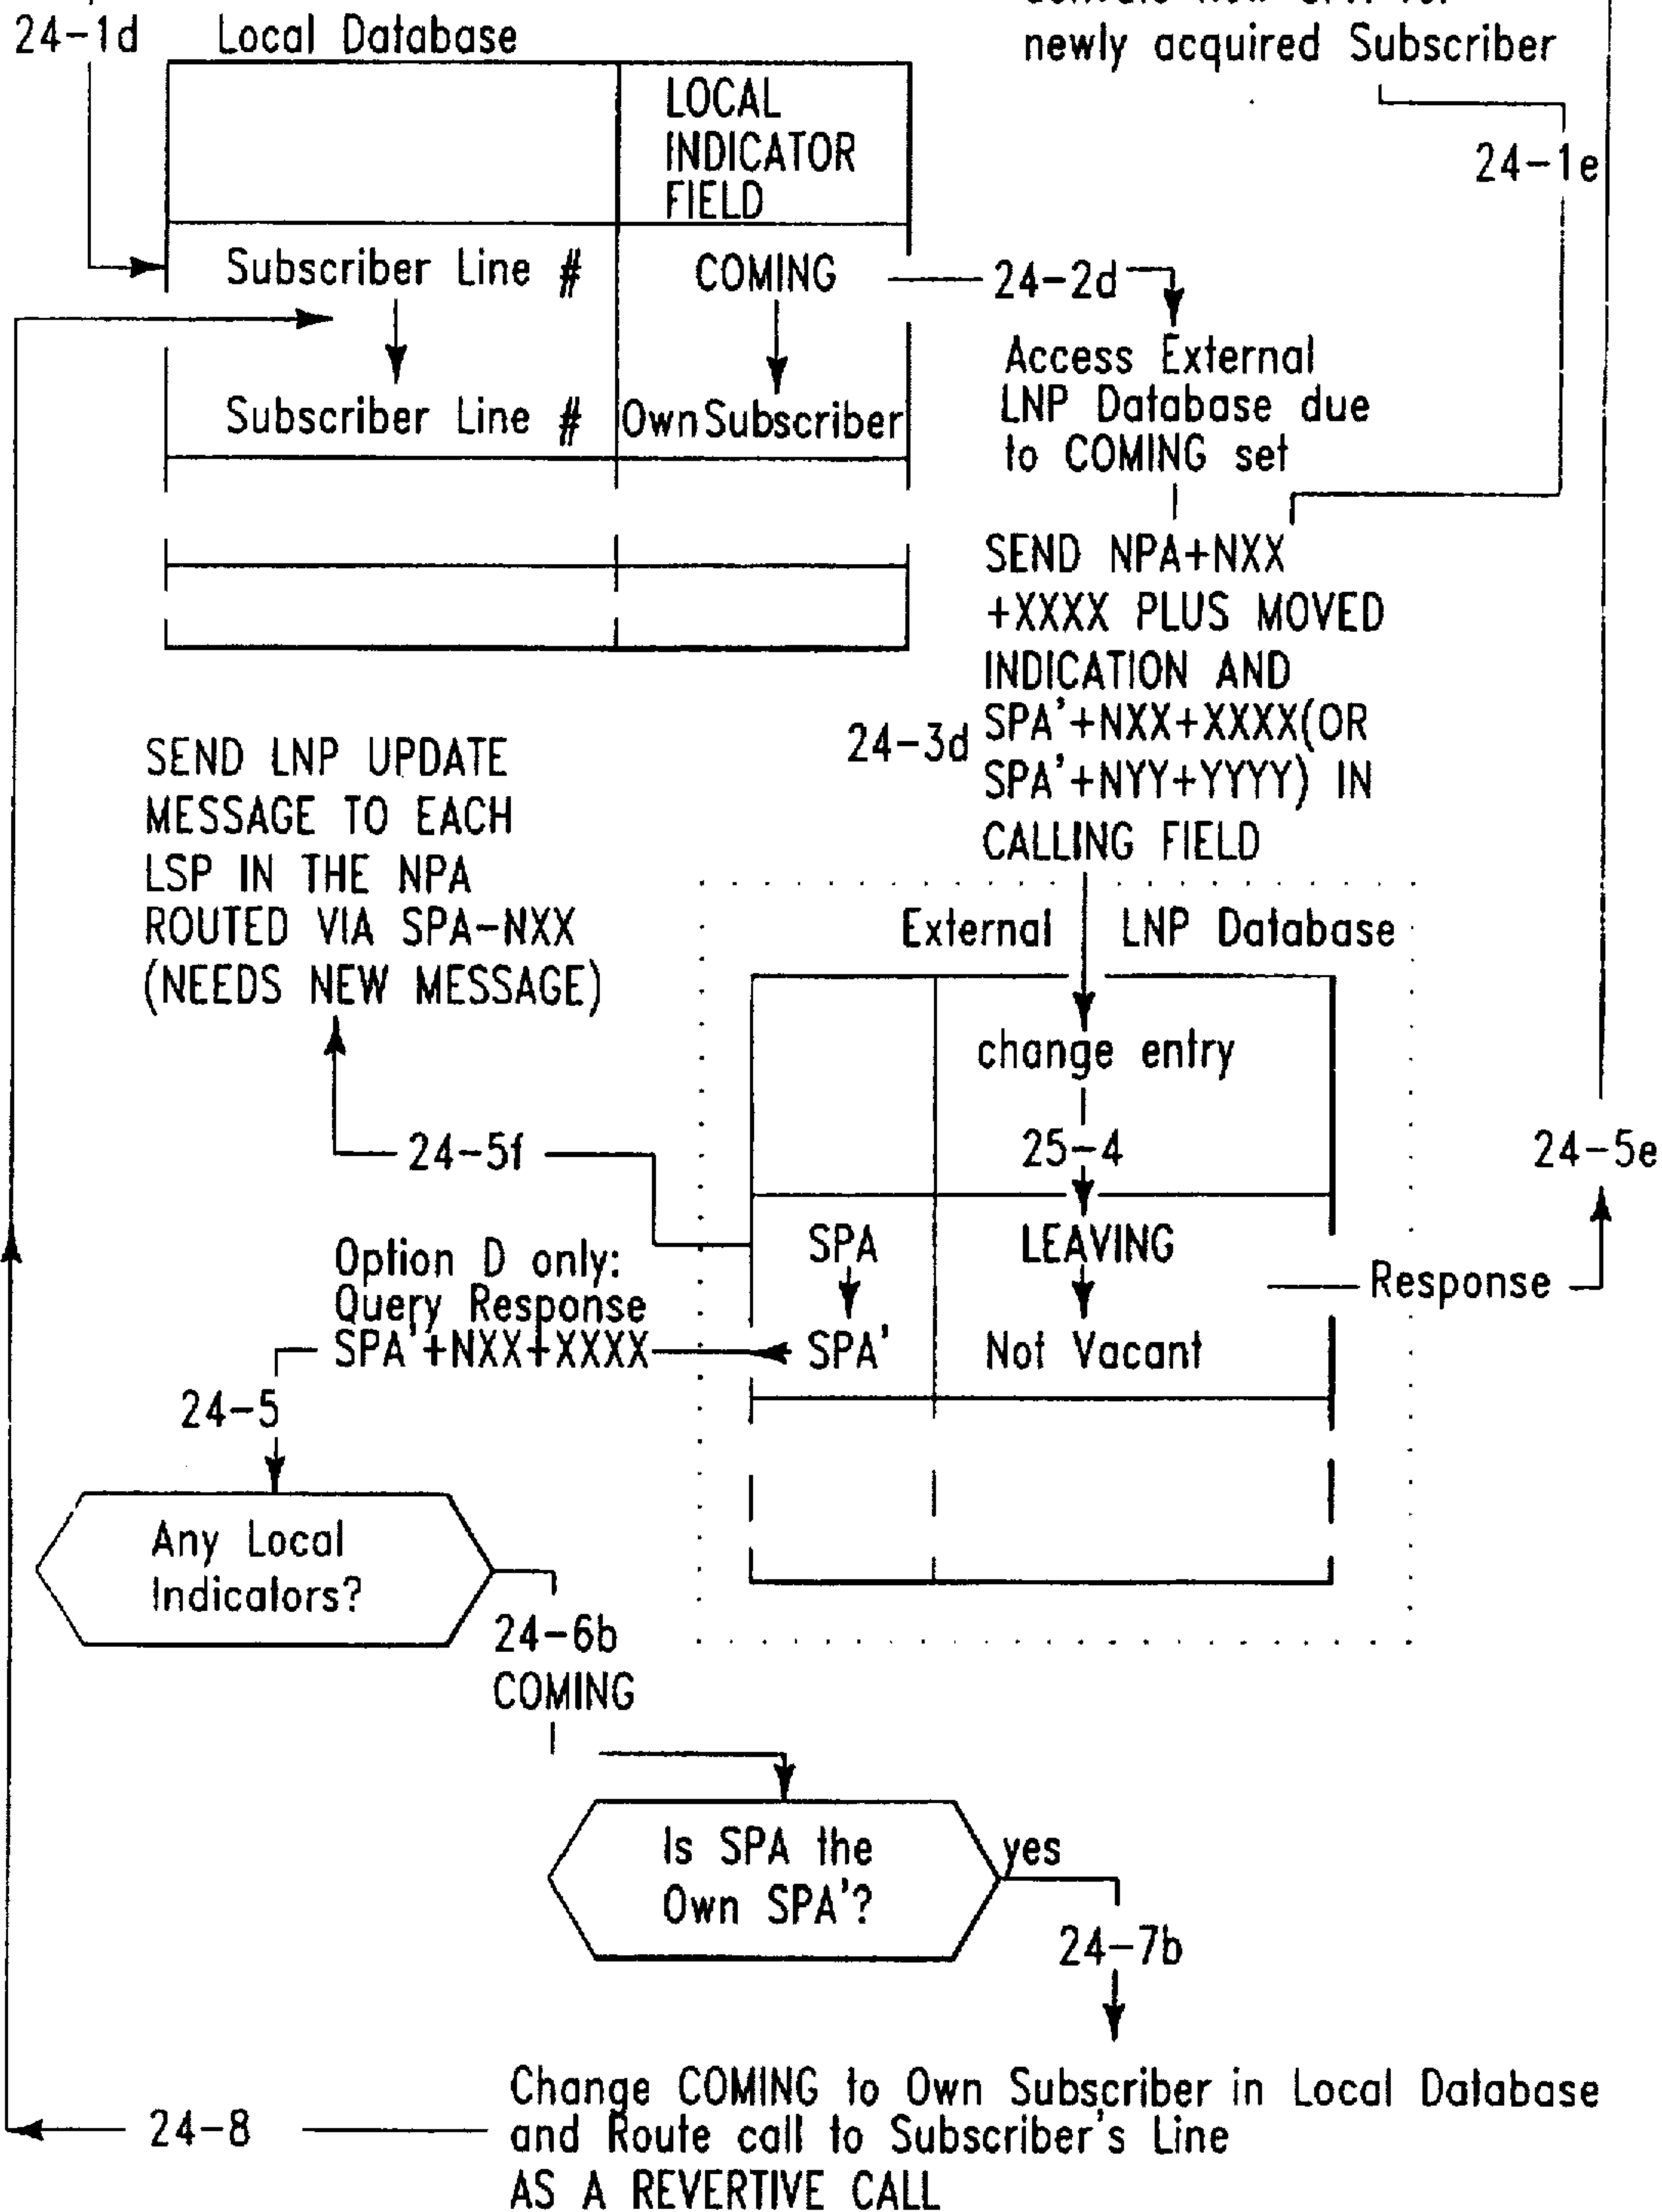 newly acquired Subscriber
24-1d
Local Database
LOCAL
INDICATOR
FIELD
24-1e
Subscriber Line #
COMING
24-2d
Subscriber Line #
Own Subscriber
Access External
LNP Database due
to COMING set
SEND NPA+NXX
+XXXX PLUS MOVED
INDICATION AND
SPA'+NXX+XXXX(OR
SPA'+NYY+YYYY) IN
CALLING FIELD
24-3d
SEND LNP UPDATE
MESSAGE TO EACH
LSP IN THE NPA
ROUTED VIA SPA-NXX
(NEEDS NEW MESSAGE)
External LNP Database
change entry
25-4
24-5f
24-5e
SPA
LEAVING
Response
SPA'
Not Vacant
Option D only:
Query Response
SPA'+NXX+XXXX
24-5
Any Local
Indicators?
24-6b
COMING
Is SPA the
Own SPA'?
yes
24-7b
Change COMING to Own Subscriber in Local Database
and Route call to Subscriber's Line
AS A REVERTIVE CALL
24-8